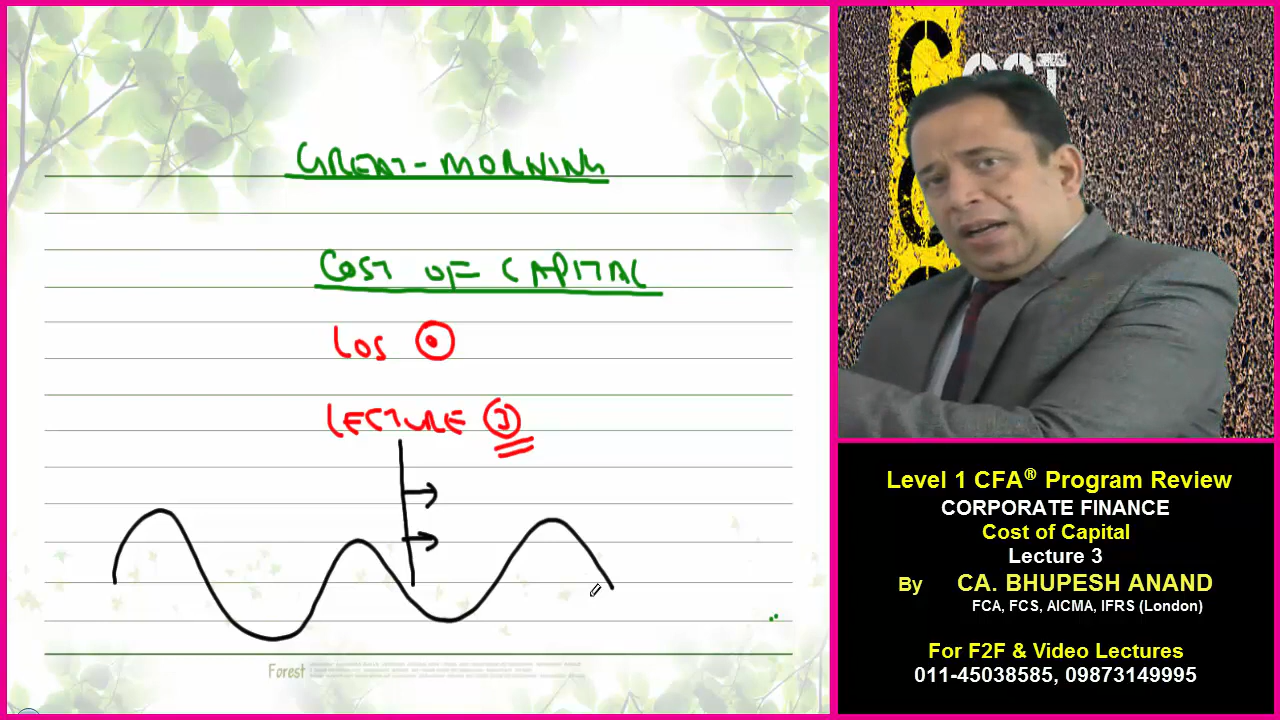 GREAT-MORNING
COST OF CAPITAL
LOS
LECTURE 3
Forest
COST
Level 1 CFA® Program Review
CORPORATE FINANCE
Cost of Capital
Lecture 3
By CA. BHUPESH ANAND
FCA, FCS, AICMA, IFRS (London)
For F2F & Video Lectures
011-45038585, 09873149995